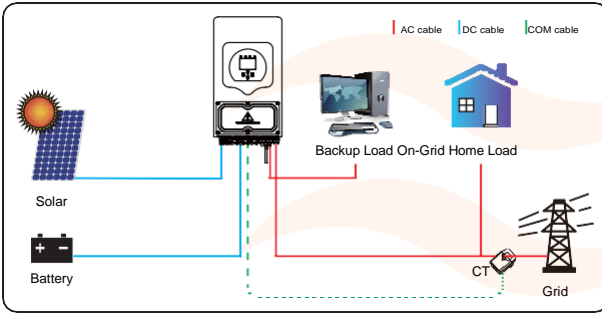 AC cable DC cable COM cable
Backup Load On-Grid Home Load
Solar
Battery
CT
Grid